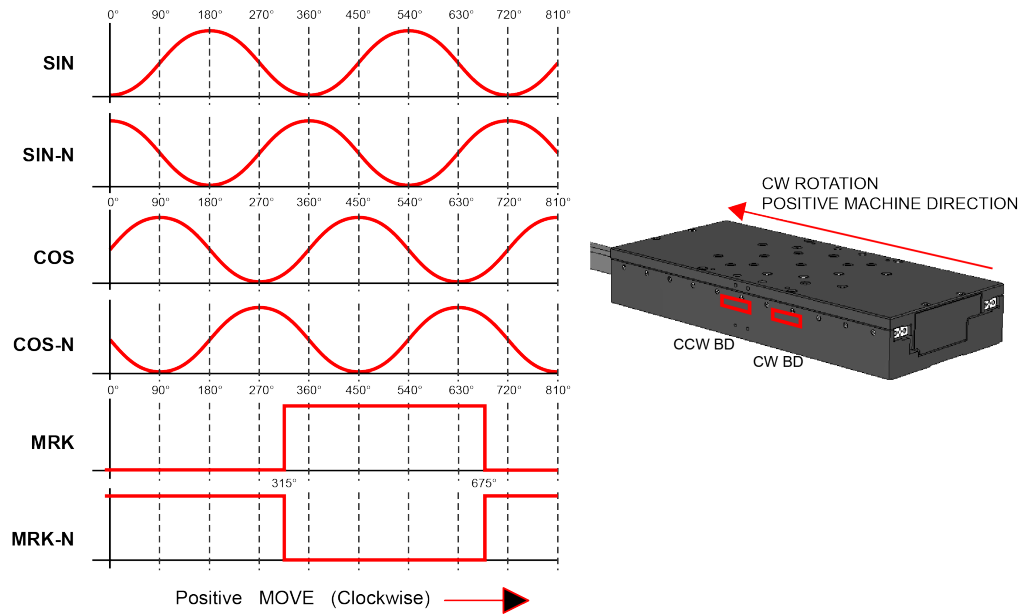 0° 90° 180° 270° 360° 450° 540° 630° 720° 810°
SIN
SIN-N
0° 90° 180° 270° 360° 450° 540° 630° 720° 810°
COS
COS-N
0° 90° 180° 270° 360° 450° 540° 630° 720° 810°
MRK
315° 675°
MRK-N
Positive MOVE (Clockwise)
CW ROTATION
POSITIVE MACHINE DIRECTION
CCW BD
CW BD